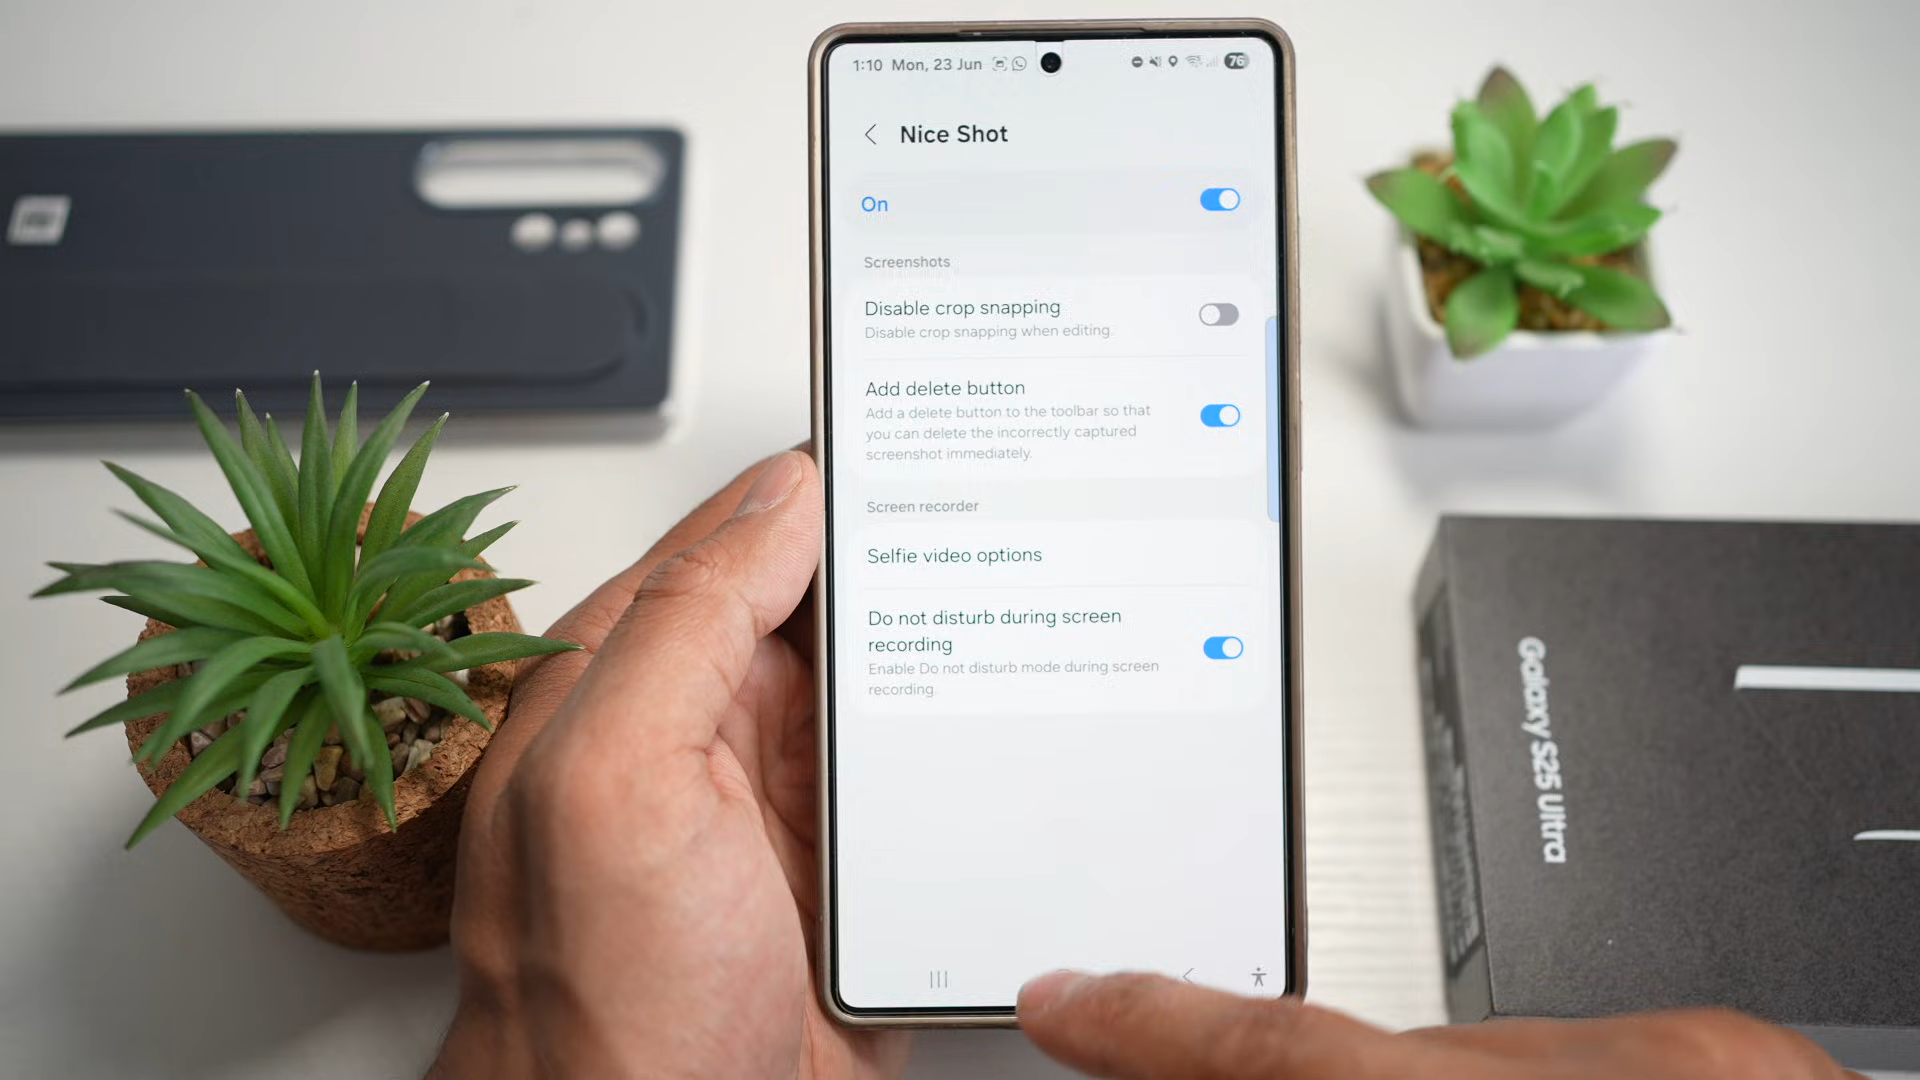 1:10 Mon, 23 Jun
76
Nice Shot
On
Screenshots
Disable crop snapping
Disable crop snapping when editing.
Add delete button
Add a delete button to the toolbar so that
you can delete the incorrectly captured
screenshot immediately.
Screen recorder
Selfie video options
Do not disturb during screen
recording
Enable Do not disturb mode during screen
recording.
Galaxy S25 Ultra